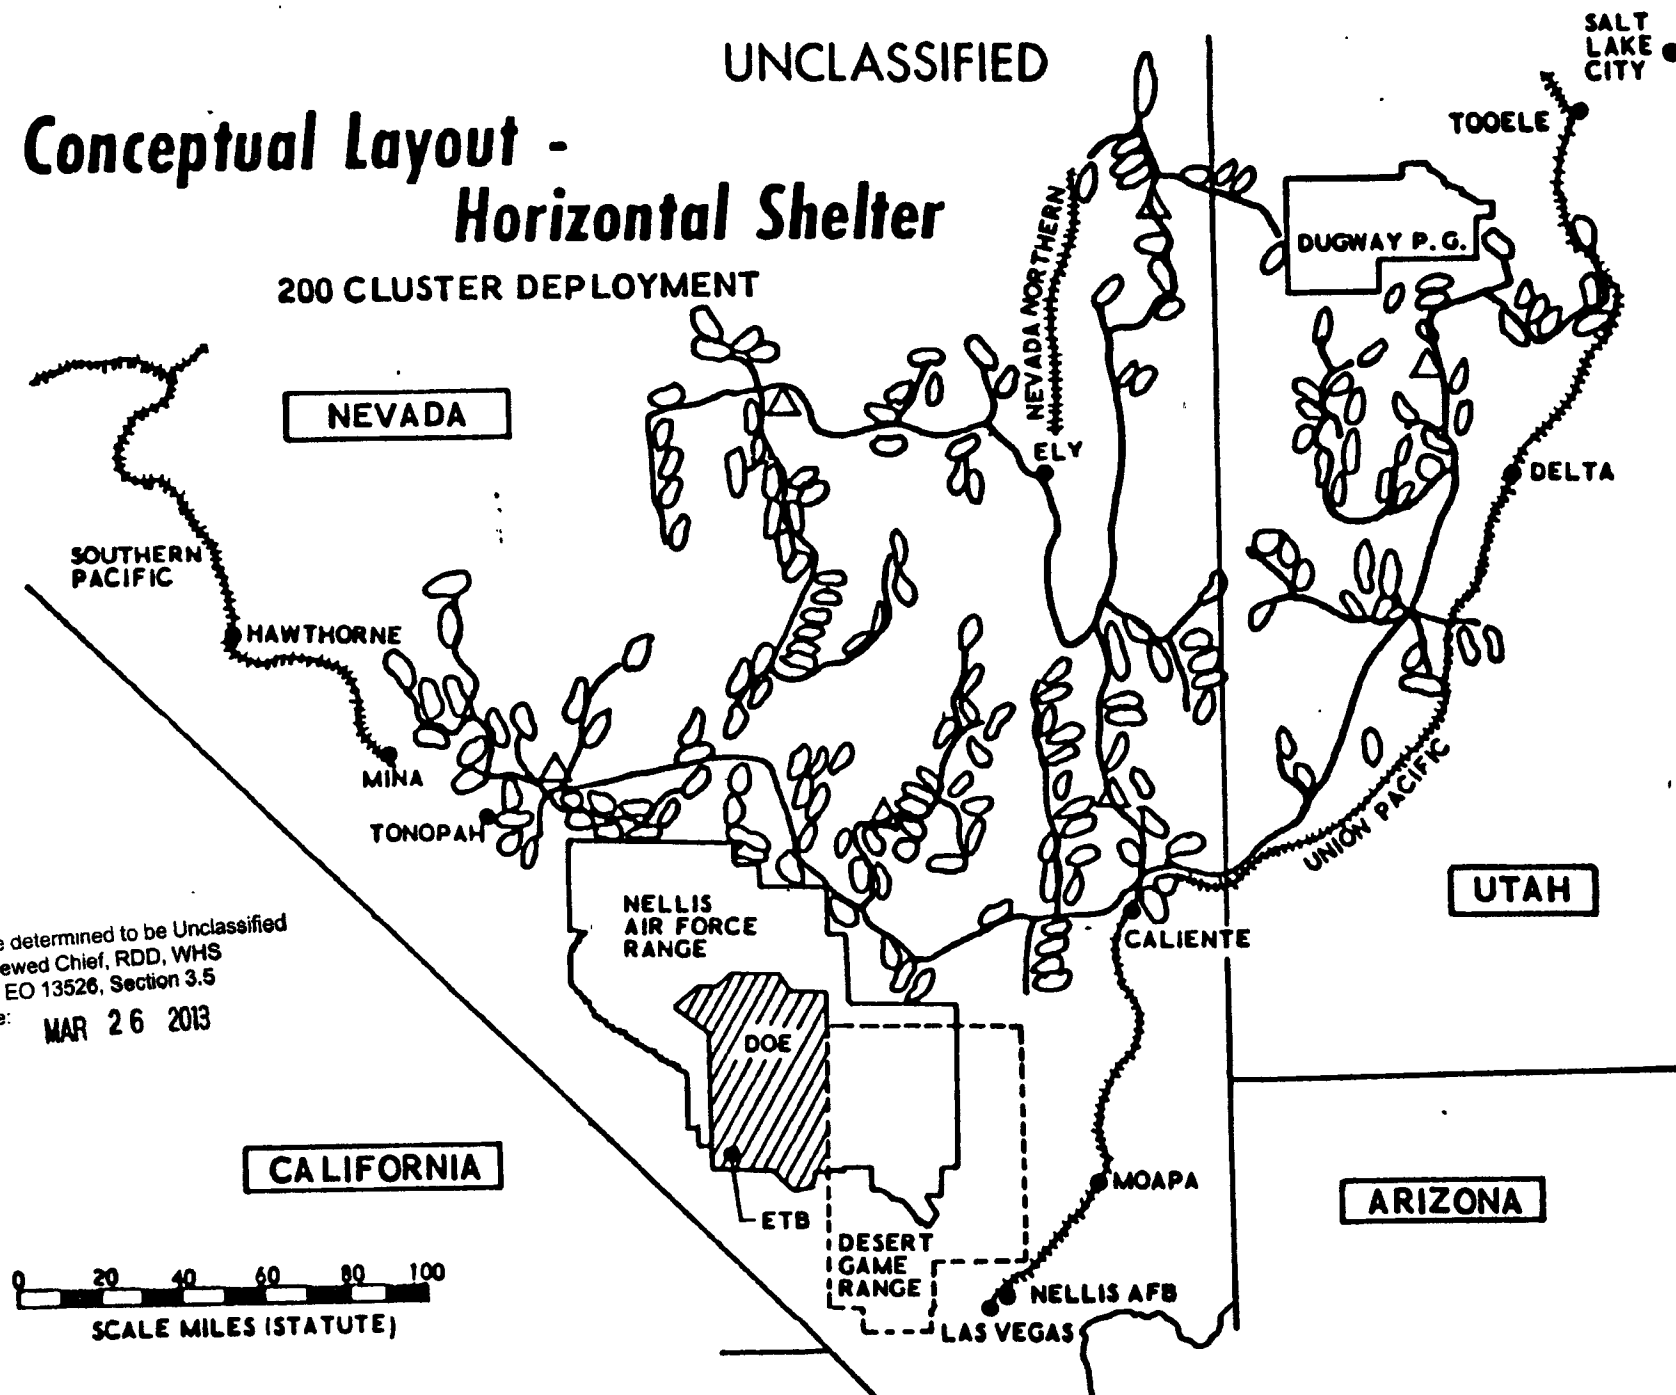 UNCLASSIFIED
Conceptual Layout -
Horizontal Shelter
200 CLUSTER DEPLOYMENT
SALT
LAKE
CITY
TOOELE
DUGWAY P. G.
NEVADA NORTHERN
NEVADA
ELY
DELTA
SOUTHERN
PACIFIC
HAWTHORNE
MINA
TONOPAH
UNION PACIFIC
UTAH
NELLIS
AIR FORCE
RANGE
CALIENTE
e determined to be Unclassified
ewed Chief, RDD, WHS
EO 13526, Section 3.5
e: MAR 26 2013
DOE
CALIFORNIA
MOAPA
ARIZONA
ETB
DESERT
GAME
RANGE
NELLIS AFB
LAS VEGAS
0 20 40 60 80 100
SCALE MILES (STATUTE)